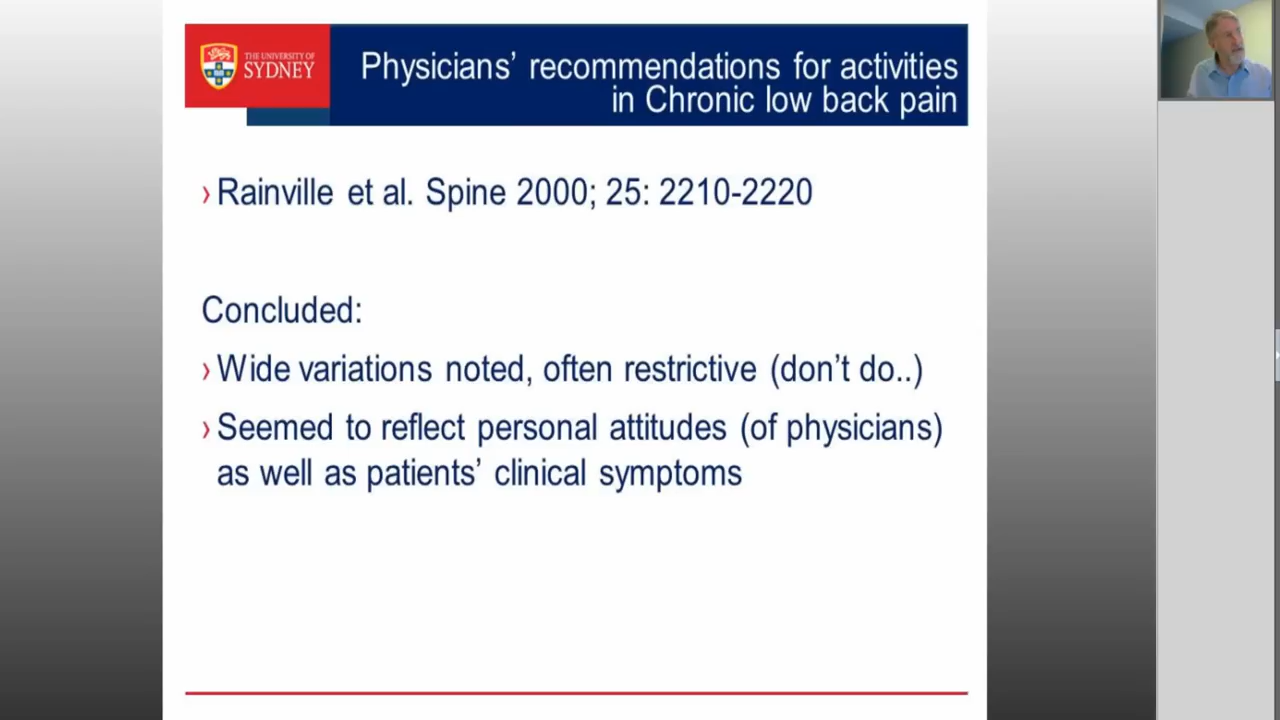 THE UNIVERSITY OF
SYDNEY
Physicians’ recommendations for activities
in Chronic low back pain
› Rainville et al. Spine 2000; 25: 2210-2220
Concluded:
› Wide variations noted, often restrictive (don’t do..)
› Seemed to reflect personal attitudes (of physicians)
as well as patients’ clinical symptoms